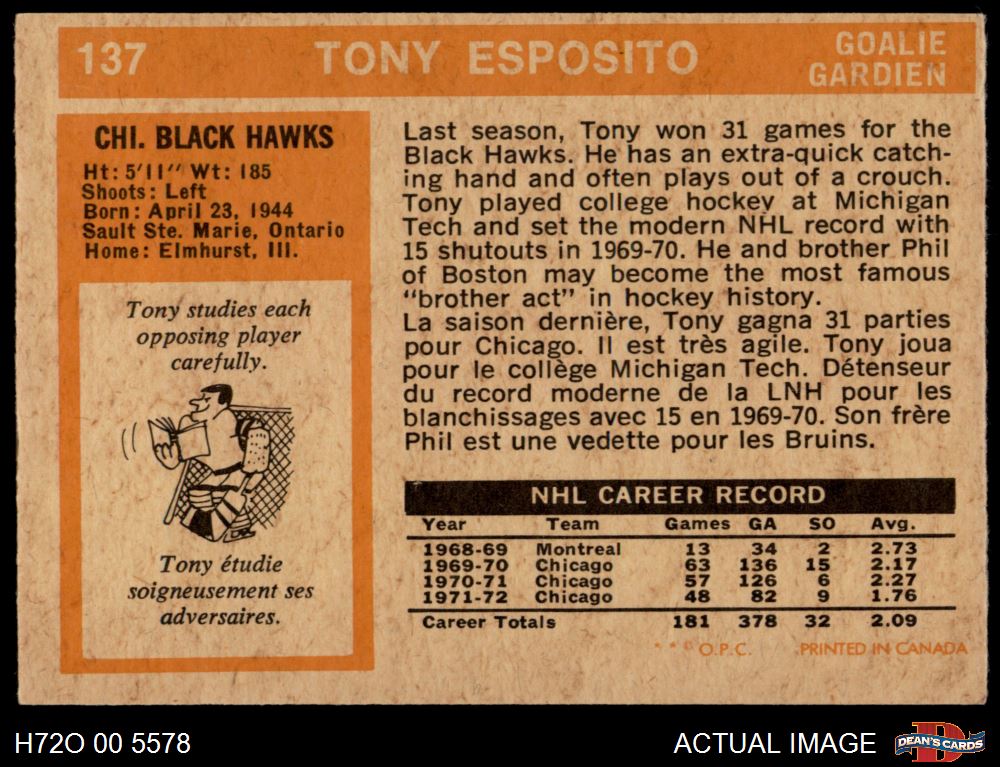 137
TONY ESPOSITO
GOALIE
GARDIEN
CHI. BLACK HAWKS
Ht: 5'11" Wt: 185
Shoots: Left
Born: April 23, 1944
Sault Ste. Marie, Ontario
Home: Elmhurst, Ill.
Tony studies each
opposing player
carefully.
Tony étudie
soigneusement ses
adversaires.
Last season, Tony won 31 games for the
Black Hawks. He has an extra-quick catch-
ing hand and often plays out of a crouch.
Tony played college hockey at Michigan
Tech and set the modern NHL record with
15 shutouts in 1969-70. He and brother Phil
of Boston may become the most famous
"brother act" in hockey history.
La saison dernière, Tony gagna 31 parties
pour Chicago. Il est très agile. Tony joua
pour le collège Michigan Tech. Détenseur
du record moderne de la LNH pour les
blanchissages avec 15 en 1969-70. Son frère
Phil est une vedette pour les Bruins.
NHL CAREER RECORD
Year Team Games GA SO Avg.
1968-69 Montreal 13 34 2 2.73
1969-70 Chicago 63 136 15 2.17
1970-71 Chicago 57 126 6 2.27
1971-72 Chicago 48 82 9 1.76
Career Totals 181 378 32 2.09
* * © O.P.C. PRINTED IN CANADA
H72O 00 5578
ACTUAL IMAGE
DEAN'S CARDS